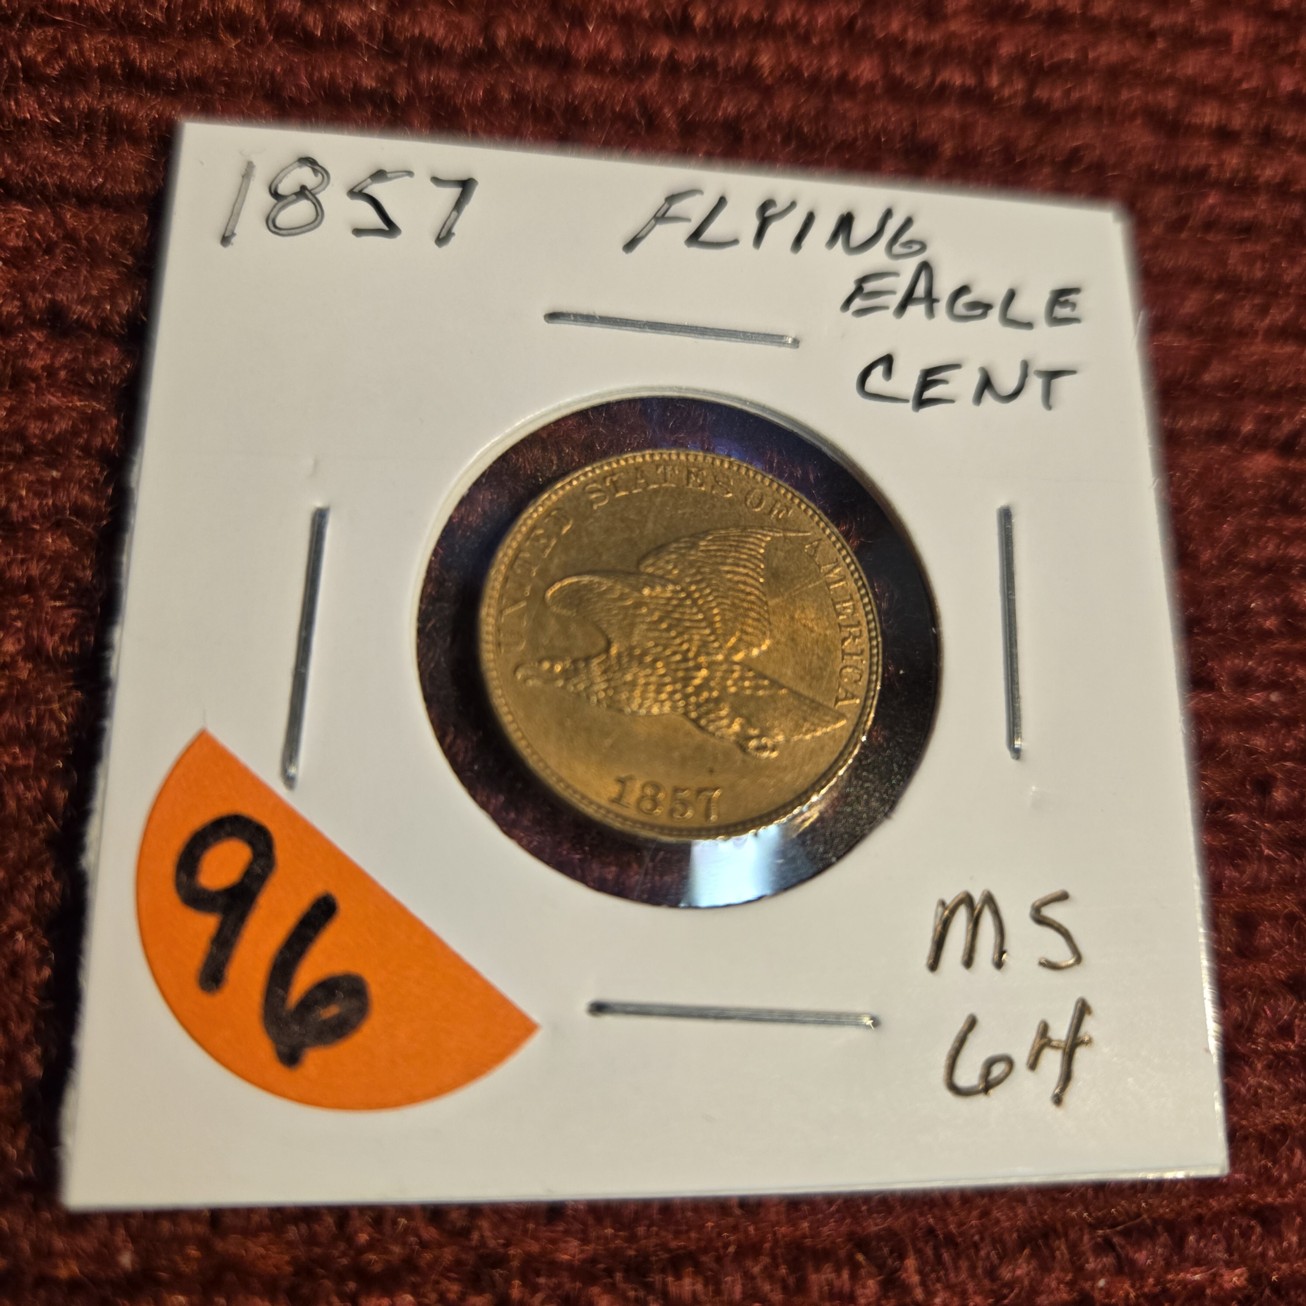 1857 FLYING
EAGLE
CENT
UNITED STATES OF AMERICA
1857
96
MS
64